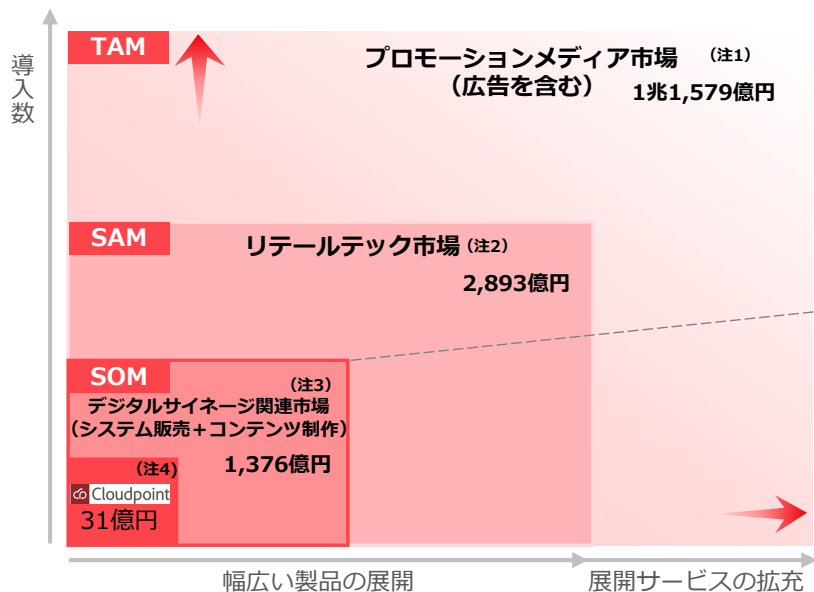 導入数
TAM
プロモーションメディア市場 (注1)
(広告を含む) 1兆1,579億円
SAM
リテールテック市場 (注2)
2,893億円
SOM
(注3)
デジタルサイネージ関連市場
(システム販売+コンテンツ制作)
1,376億円
(注4)
Cloudpoint
31億円
幅広い製品の展開
展開サービスの拡充